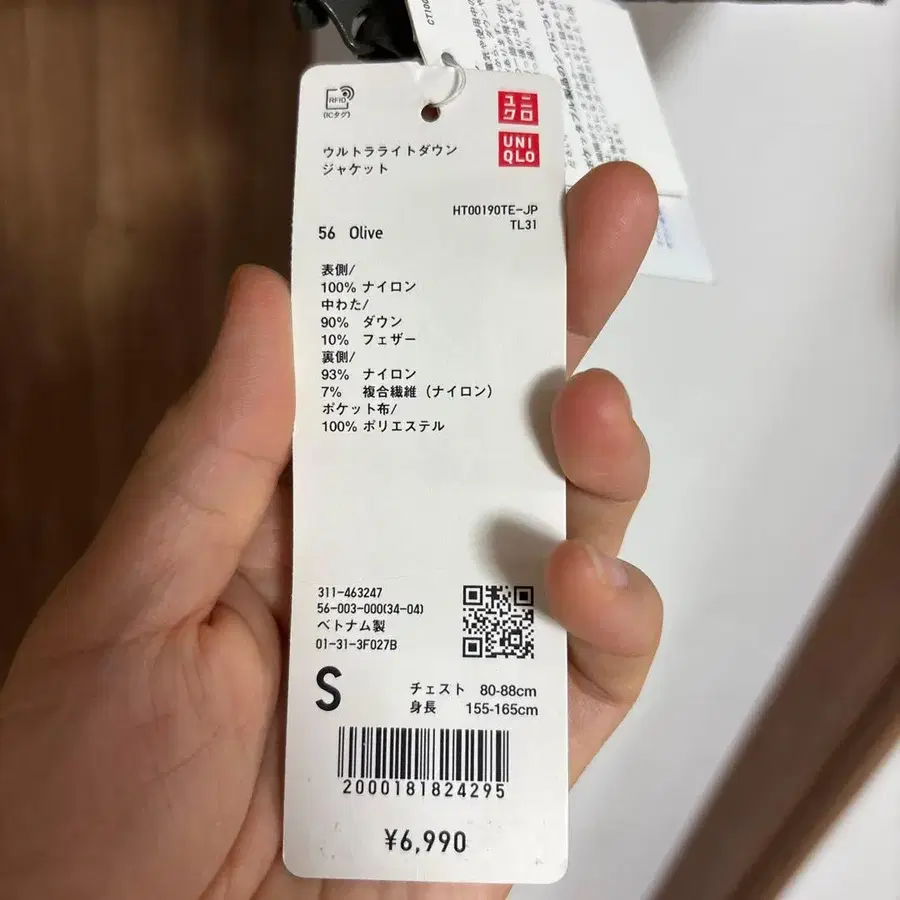 RFID
(ICタグ)
ユニ
クロ
UNI
QLO
ウルトラライトダウン
ジャケット
HT00190TE-JP
TL31
56 Olive
表側/
100% ナイロン
中わた/
90% ダウン
10% フェザー
裏側/
93% ナイロン
7% 複合繊維（ナイロン）
ポケット布/
100% ポリエステル
311-463247
56-003-000(34-04)
ベトナム製
01-31-3F027B
S
チェスト 80-88cm
身長 155-165cm
2000181824295
¥6,990